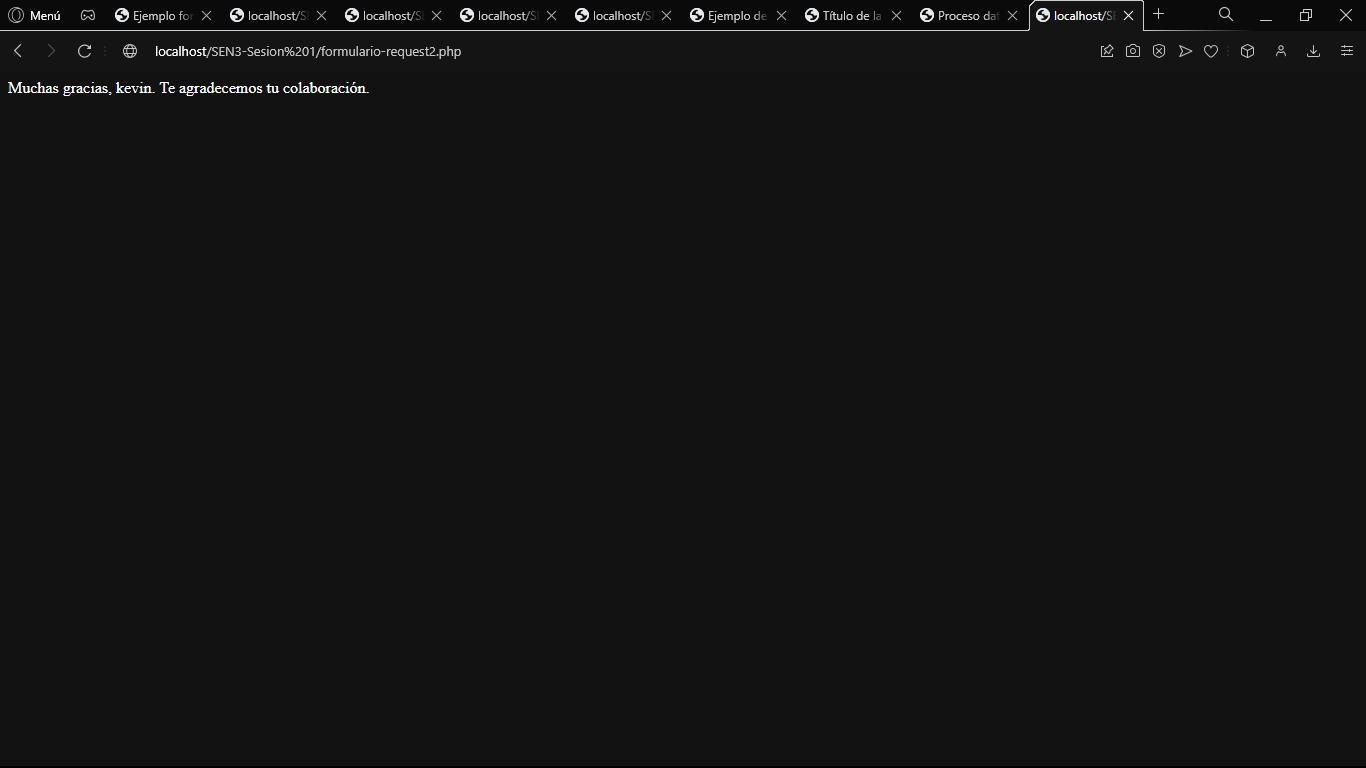 Menú Ejemplo for localhost/SE localhost/SE localhost/SE localhost/SE Ejemplo de Título de la Proceso dat localhost/SE
localhost/SEN3-Sesion%201/formulario-request2.php
Muchas gracias, kevin. Te agradecemos tu colaboración.